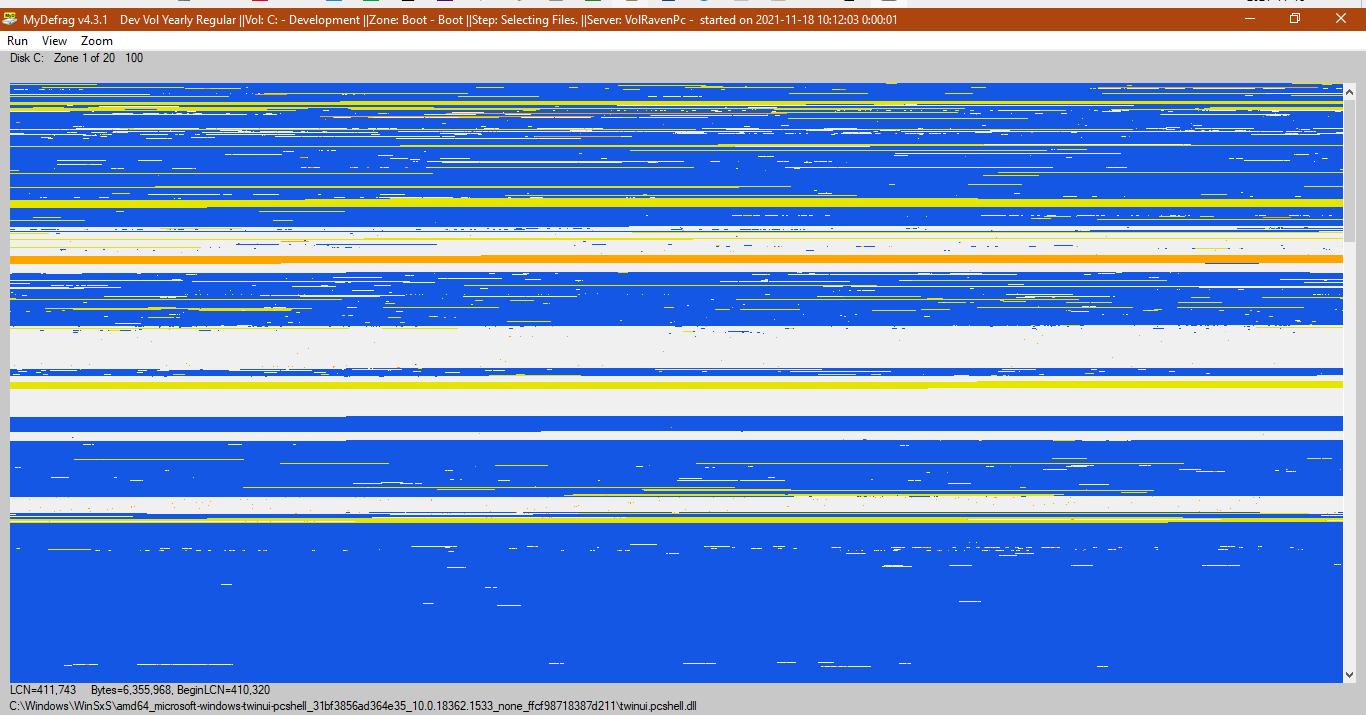 MyDefrag v4.3.1 Dev Vol Yearly Regular ||Vol: C: - Development ||Zone: Boot - Boot ||Step: Selecting Files. ||Server: VolRavenPc - started on 2021-11-18 10:12:03 0:00:01
Run View Zoom
Disk C: Zone 1 of 20 100
LCN=411,743 Bytes=6,355,968, BeginLCN=410,320
C:\Windows\WinSxS\amd64_microsoft-windows-twinui-pcshell_31bf3856ad364e35_10.0.18362.1533_none_ffcf98718387d211\twinui.pcshell.dll